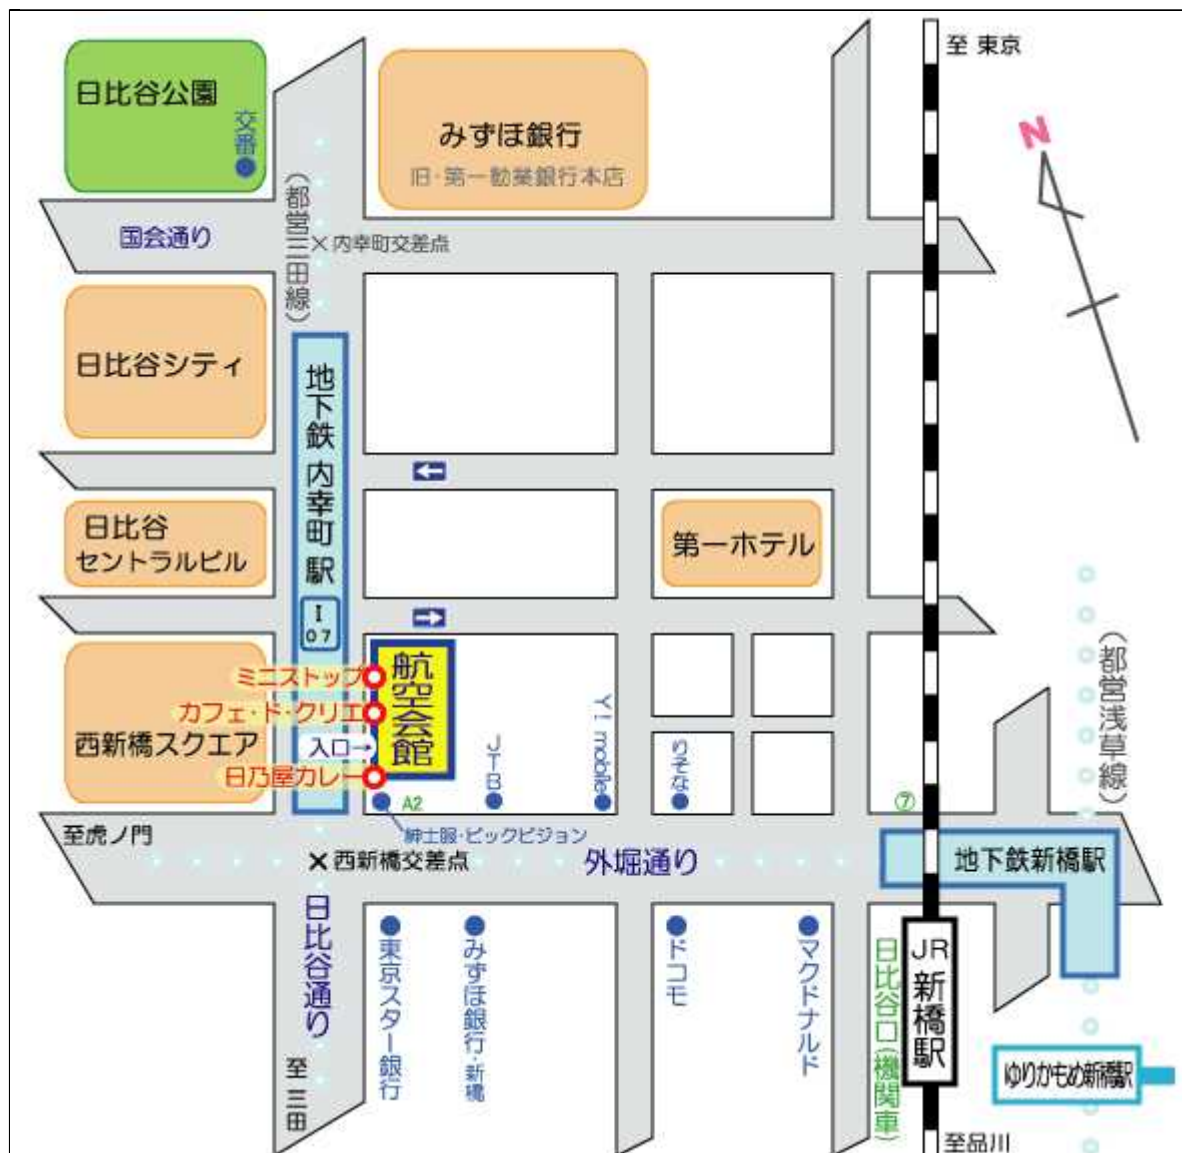 至 東京
日比谷公園
交番
みずほ銀行
旧・第一勧業銀行本店
N
国会通り
(都営三田線)
×内幸町交差点
日比谷シティ
地下鉄 内幸町 駅
I
07
日比谷
セントラルビル
第一ホテル
(都営浅草線)
航空会館
ミニストップ
カフェ・ド・クリエ
入口→
日乃屋カレー
西新橋スクエア
JTB
Y! mobile
りそな
A2
⑦
紳士服・ビックビジョン
至虎ノ門
×西新橋交差点
外堀通り
地下鉄新橋駅
日比谷通り
東京スター銀行
みずほ銀行・新橋
ドコモ
マクドナルド
日比谷口(機関車)
JR
新橋駅
ゆりかもめ新橋駅
至 三田
至品川